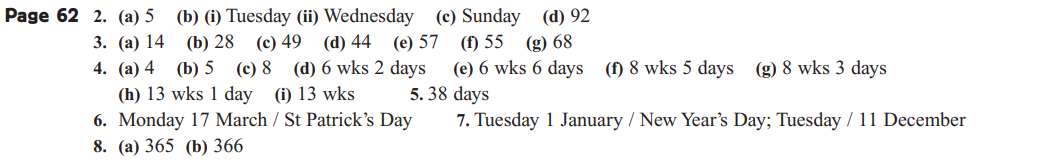 Page 62 2. (a) 5 (b) (i) Tuesday (ii) Wednesday (c) Sunday (d) 92
3. (a) 14 (b) 28 (c) 49 (d) 44 (e) 57 (f) 55 (g) 68
4. (a) 4 (b) 5 (c) 8 (d) 6 wks 2 days (e) 6 wks 6 days (f) 8 wks 5 days (g) 8 wks 3 days
(h) 13 wks 1 day (i) 13 wks 5. 38 days
6. Monday 17 March / St Patrick’s Day 7. Tuesday 1 January / New Year’s Day; Tuesday / 11 December
8. (a) 365 (b) 366